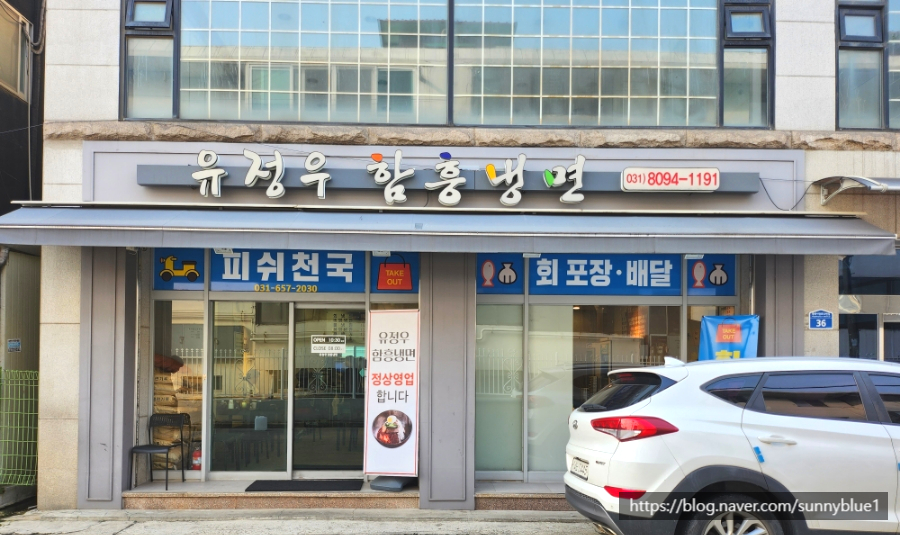 유정우 함흥냉면
031) 8094-1191
피쉬천국
031-657-2030
TAKE
OUT
회 포장·배달
유정우
함흥냉면
정상영업
합니다
OPEN
TAKE
OUT
36
https://blog.naver.com/sunnyblue1